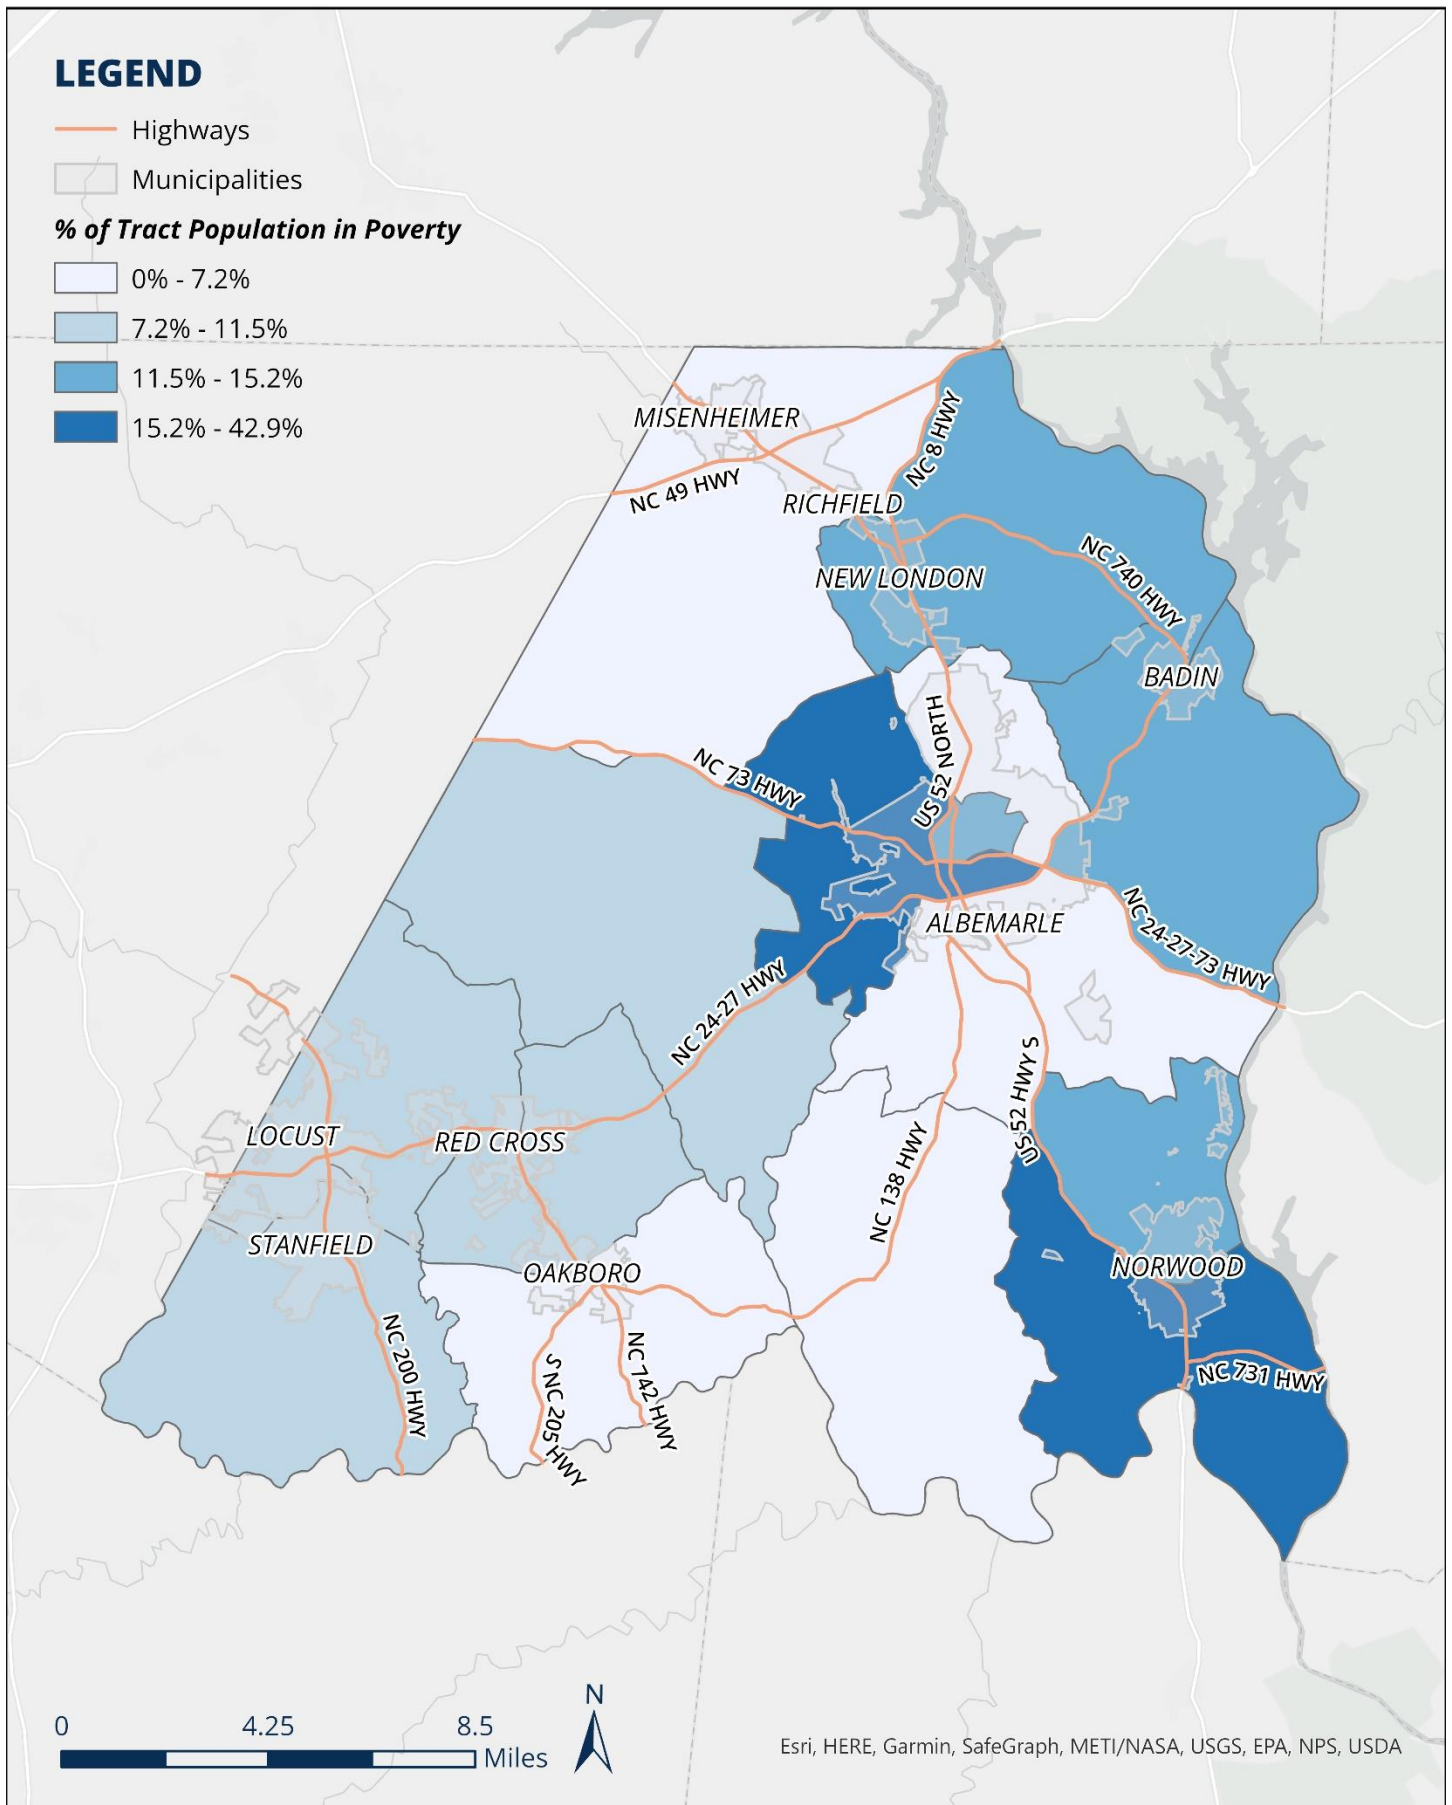 LEGEND
Highways
Municipalities
% of Tract Population in Poverty
0% - 7.2%
7.2% - 11.5%
11.5% - 15.2%
15.2% - 42.9%
MISENHEIMER
NC 8 HWY
NC 49 HWY
RICHFIELD
NC 740 HWY
NEW LONDON
BADIN
US 52 NORTH
NC 73 HWY
ALBEMARLE
NC 24-27-73 HWY
NC 24-27 HWY
US 52 HWY S
LOCUST
RED CROSS
NC 138 HWY
STANFIELD
OAKBORO
NORWOOD
NC 200 HWY
S NC 205 HWY
NC 742 HWY
NC 731 HWY
N
0 4.25 8.5
Miles
Esri, HERE, Garmin, SafeGraph, METI/NASA, USGS, EPA, NPS, USDA